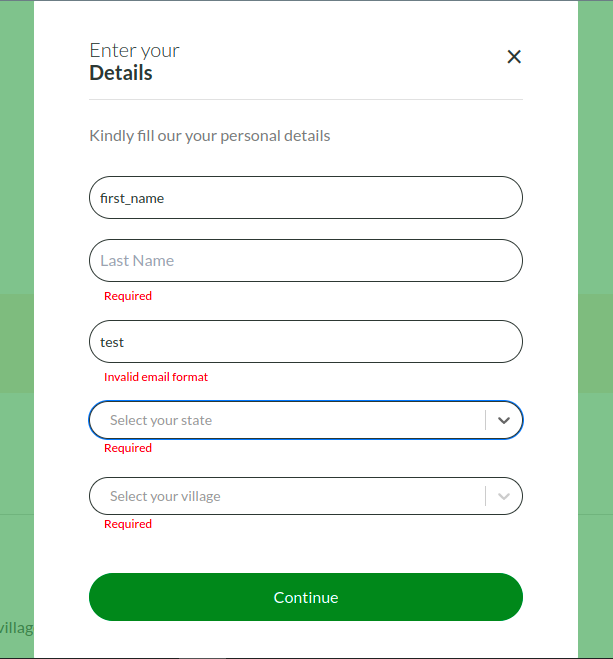 Enter your
Details
Kindly fill our your personal details
first_name
Last Name
Required
test
Invalid email format
Select your state
Required
Select your village
Required
Continue
villag